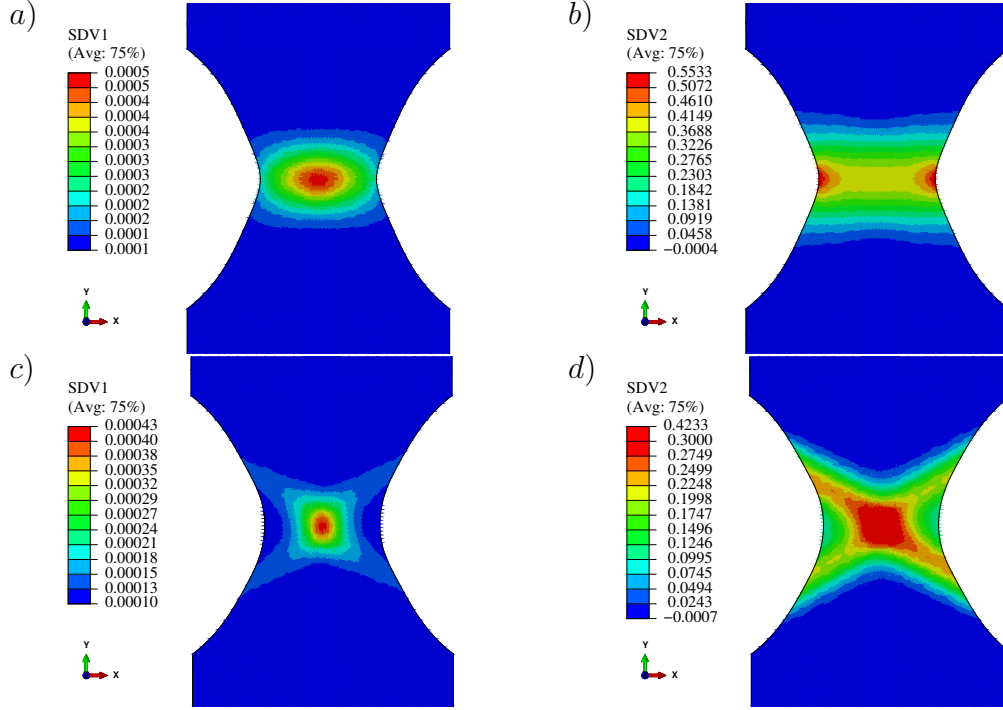 a)
SDV1
(Avg: 75%)
0.0005
0.0005
0.0004
0.0004
0.0004
0.0003
0.0003
0.0003
0.0002
0.0002
0.0002
0.0001
0.0001
Y
X
b)
SDV2
(Avg: 75%)
0.5533
0.5072
0.4610
0.4149
0.3688
0.3226
0.2765
0.2303
0.1842
0.1381
0.0919
0.0458
−0.0004
Y
X
c)
SDV1
(Avg: 75%)
0.00043
0.00040
0.00038
0.00035
0.00032
0.00029
0.00027
0.00024
0.00021
0.00018
0.00015
0.00013
0.00010
Y
X
d)
SDV2
(Avg: 75%)
0.4233
0.3000
0.2749
0.2499
0.2248
0.1998
0.1747
0.1496
0.1246
0.0995
0.0745
0.0494
0.0243
−0.0007
Y
X